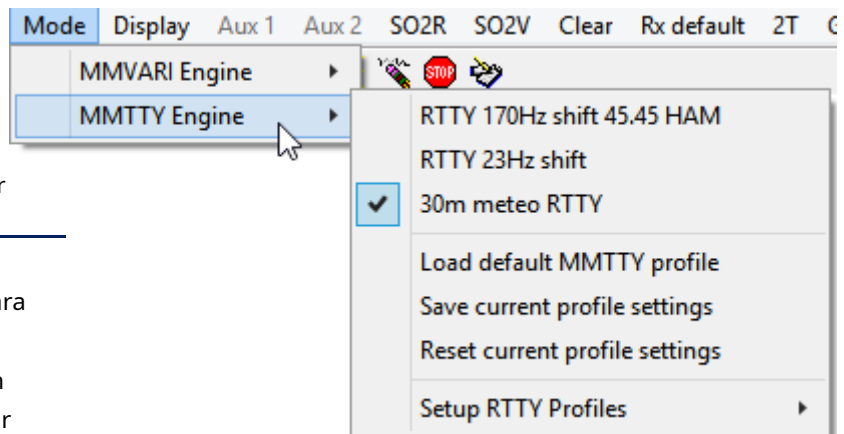 Mode Display Aux 1 Aux 2 SO2R SO2V Clear Rx default 2T
MMVARI Engine
STOP
MMTTY Engine
RTTY 170Hz shift 45.45 HAM
RTTY 23Hz shift
30m meteo RTTY
Load default MMTTY profile
Save current profile settings
Reset current profile settings
Setup RTTY Profiles